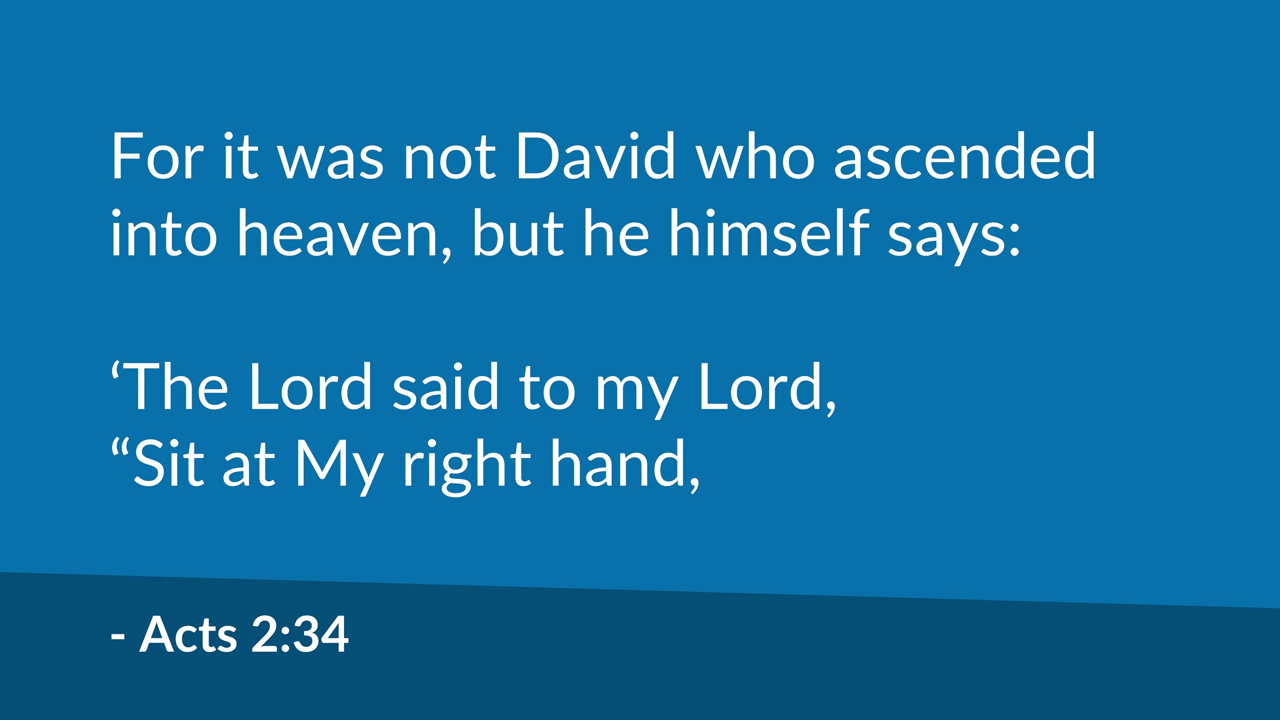 For it was not David who ascended
into heaven, but he himself says:
‘The Lord said to my Lord,
“Sit at My right hand,
- Acts 2:34